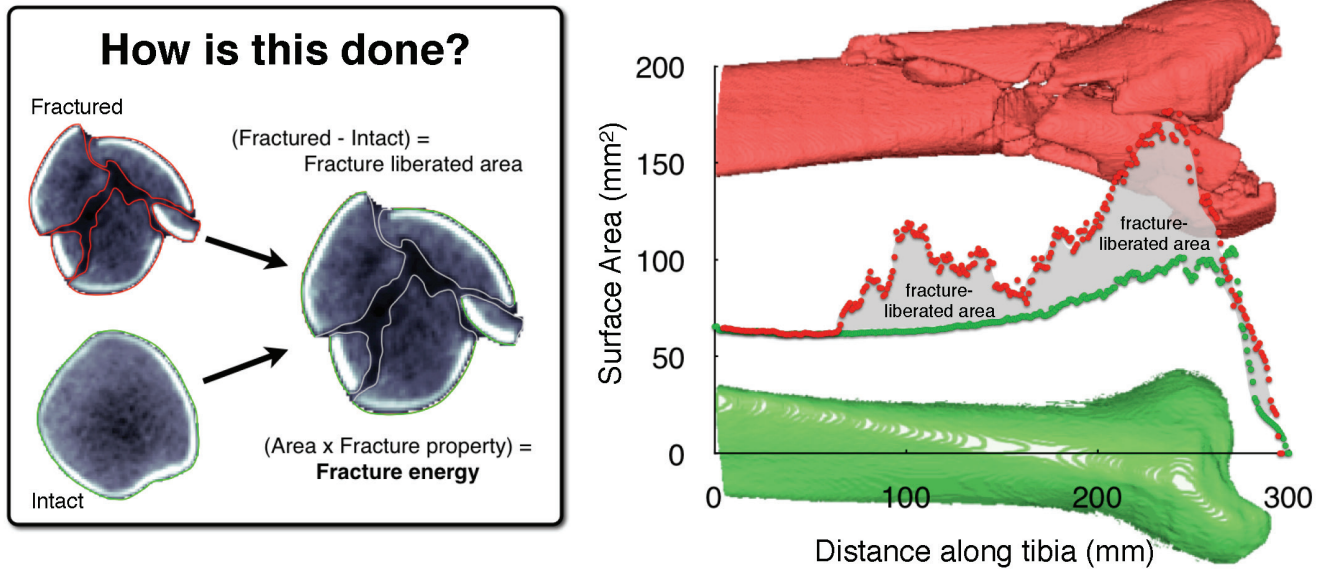 How is this done?
Fractured
(Fractured - Intact) =
Fracture liberated area
(Area x Fracture property) =
Fracture energy
Intact
Surface Area (mm²)
200
150
100
50
0
fracture-
liberated area
fracture-
liberated area
0
100
200
300
Distance along tibia (mm)